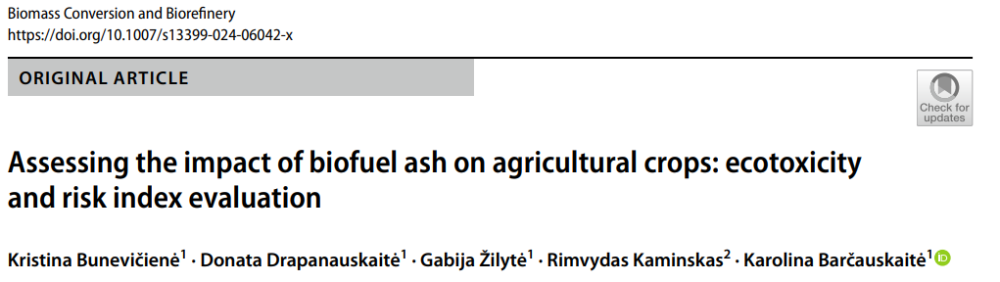 Biomass Conversion and Biorefinery
https://doi.org/10.1007/s13399-024-06042-x
ORIGINAL ARTICLE
Check for
updates
Assessing the impact of biofuel ash on agricultural crops: ecotoxicity
and risk index evaluation
Kristina Bunevičienė1 · Donata Drapanauskaitė1 · Gabija Žilytė1 · Rimvydas Kaminskas2 · Karolina Barčauskaitė1 iD